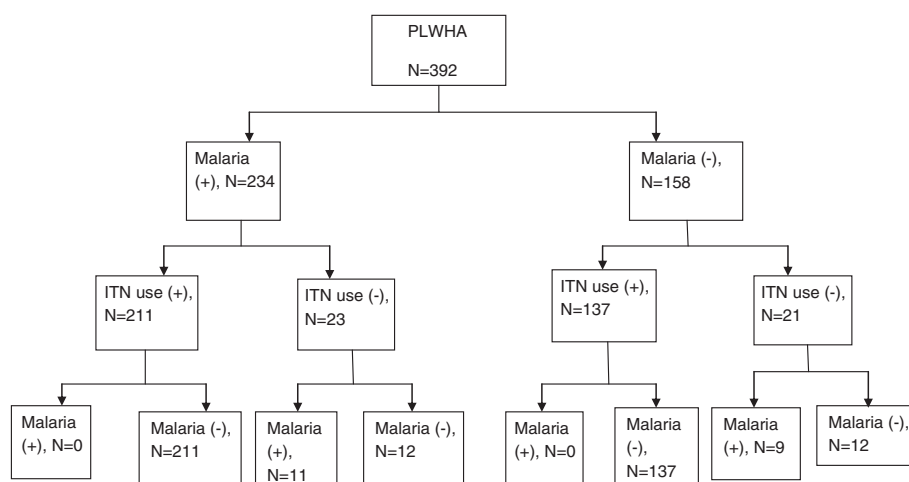 PLWHA
N=392
Malaria
(+), N=234
Malaria (-),
N=158
ITN use (+),
N=211
ITN use (-),
N=23
ITN use (+),
N=137
ITN use (-),
N=21
Malaria
(+), N=0
Malaria (-),
N=211
Malaria
(+),
N=11
Malaria (-),
N=12
Malaria
(+), N=0
Malaria
(-),
N=137
Malaria
(+), N=9
Malaria (-),
N=12